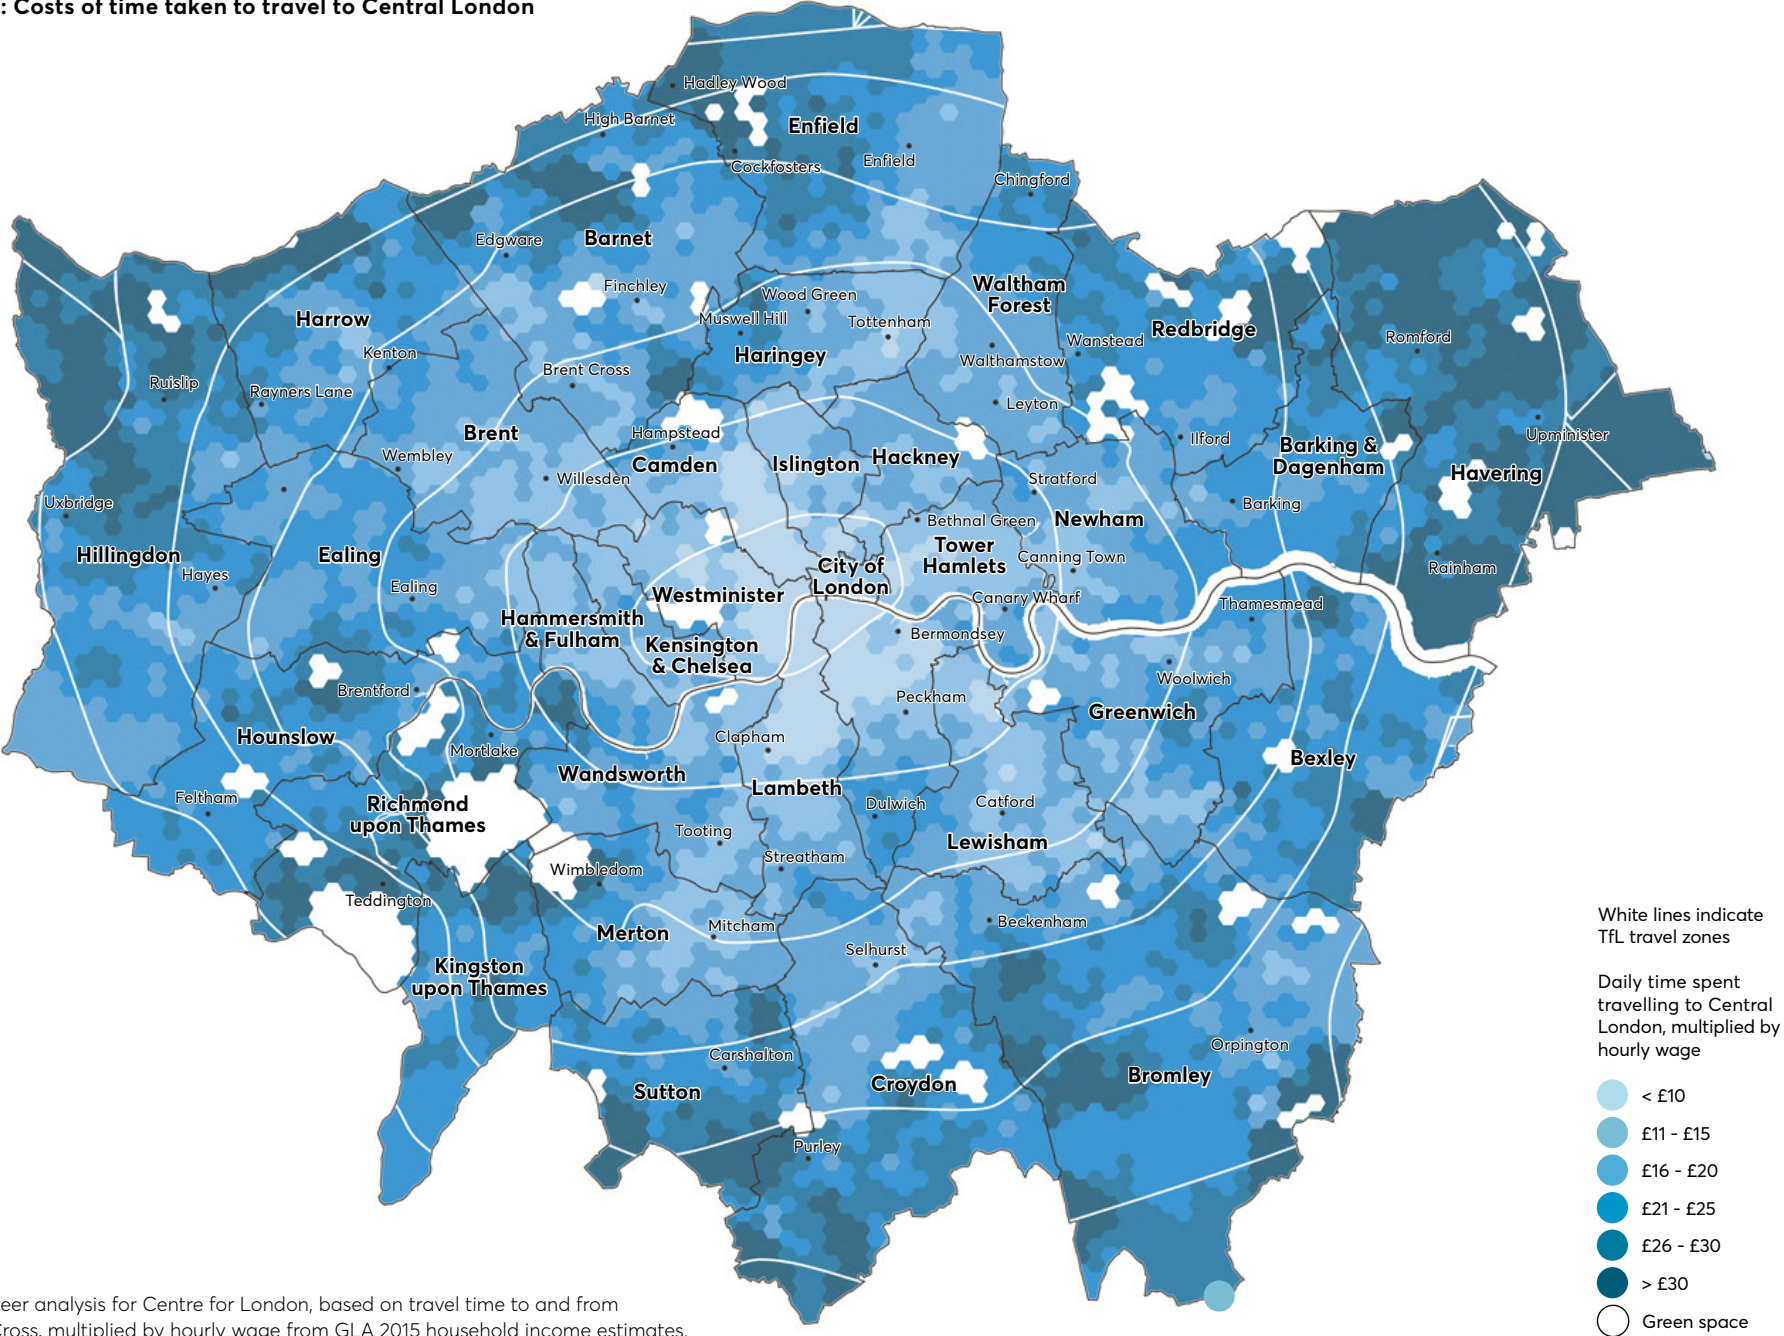 : Costs of time taken to travel to Central London
Hadley Wood
High Barnet
Enfield
Cockfosters
Enfield
Chingford
Edgware
Barnet
Finchley
Wood Green
Muswell Hill
Tottenham
Haringey
Waltham
Forest
Walthamstow
Wanstead
Redbridge
Romford
Harrow
Kenton
Rayners Lane
Ruislip
Brent Cross
Brent
Wembley
Willesden
Hampstead
Camden
Islington
Hackney
Leyton
Ilford
Barking &
Dagenham
Upminister
Havering
Uxbridge
Stratford
Barking
Bethnal Green
Newham
Hillingdon
Hayes
Ealing
Ealing
Tower
Hamlets
Canning Town
City of
London
Westminister
Canary Wharf
Rainham
Thamesmead
Hammersmith
& Fulham
Kensington
& Chelsea
Bermondsey
Woolwich
Brentford
Peckham
Greenwich
Hounslow
Mortlake
Clapham
Bexley
Wandsworth
Lambeth
Feltham
Richmond
upon Thames
Dulwich
Catford
Lewisham
Tooting
Streatham
Wimbledom
Teddington
Merton
Mitcham
Selhurst
Beckenham
Kingston
upon Thames
Carshalton
Orpington
Sutton
Croydon
Bromley
Purley
White lines indicate
TfL travel zones
Daily time spent
travelling to Central
London, multiplied by
hourly wage
< £10
£11 - £15
£16 - £20
£21 - £25
£26 - £30
> £30
Green space
eer analysis for Centre for London, based on travel time to and from
Cross, multiplied by hourly wage from GLA 2015 household income estimates.